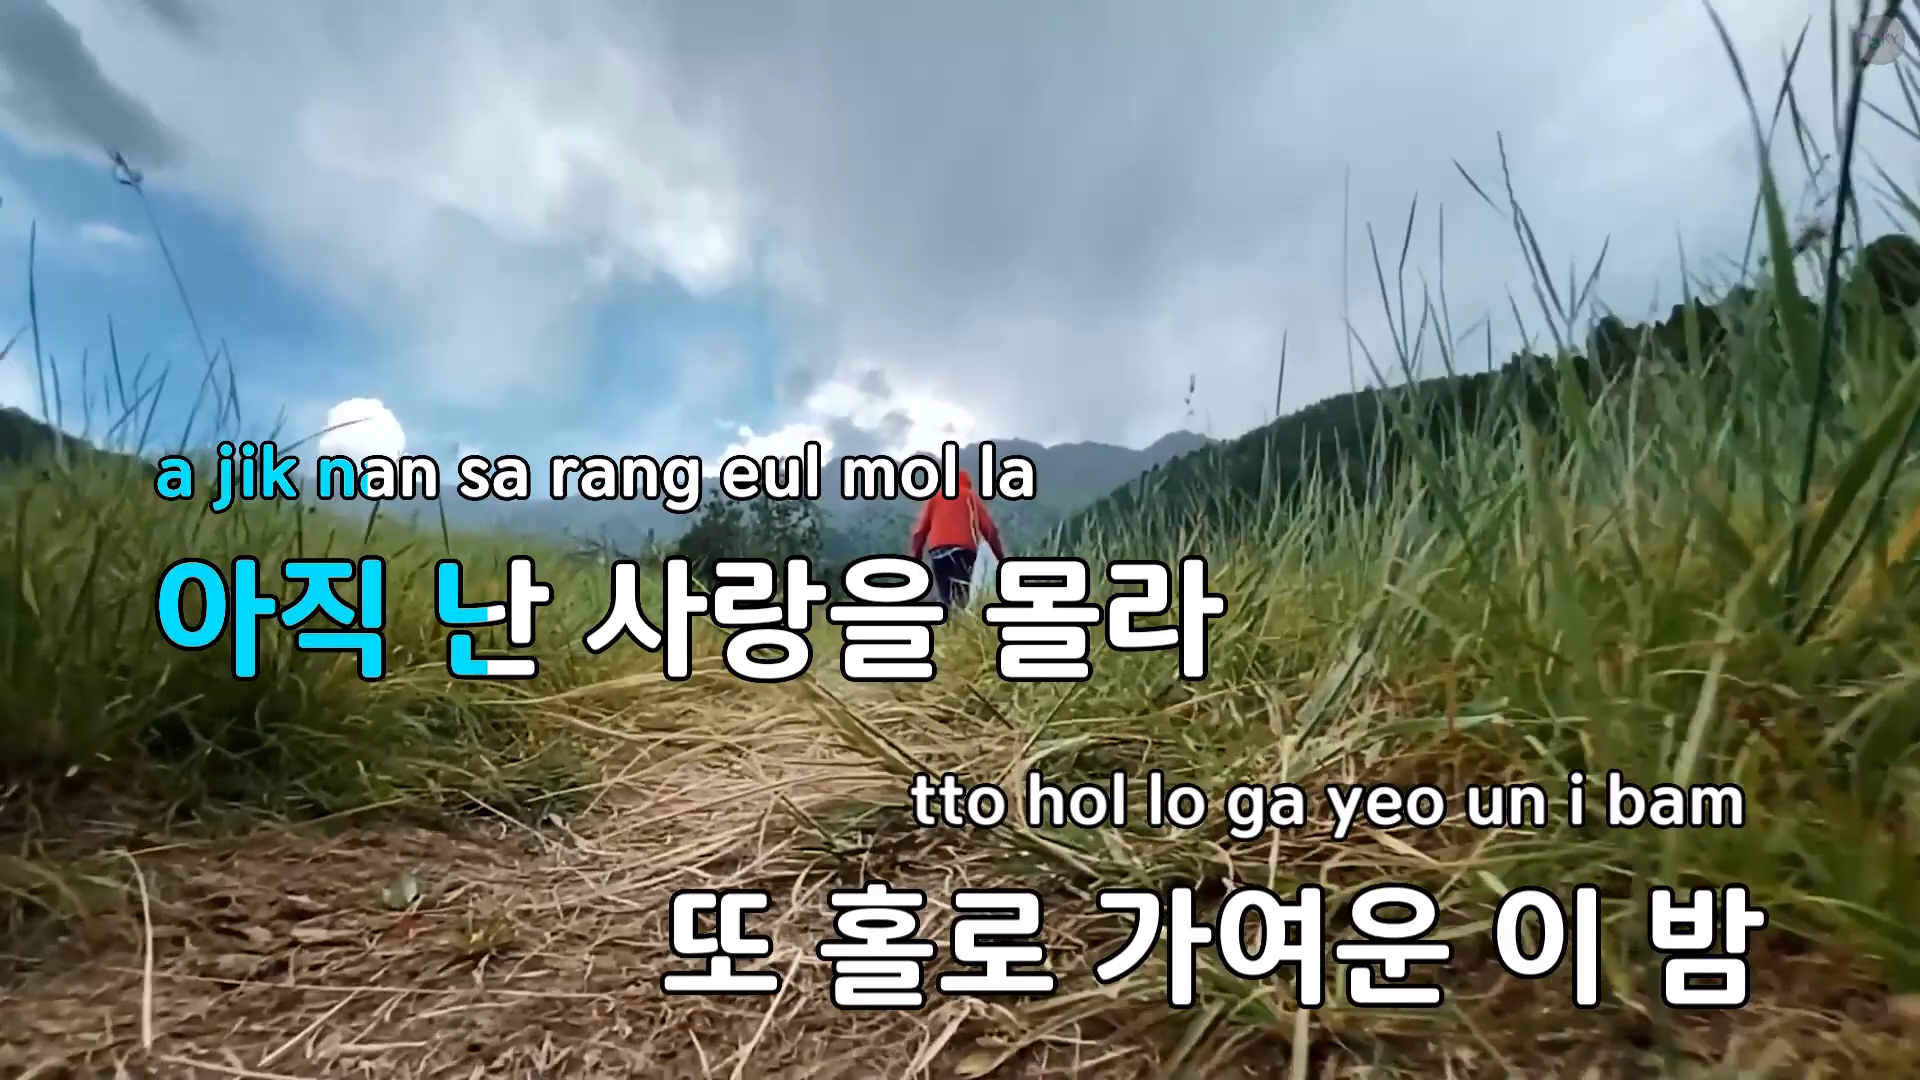 a jik nan sa rang eul mol la
아직 난 사랑을 몰라
tto hol lo ga yeo un i bam
또 홀로 가여운 이 밤